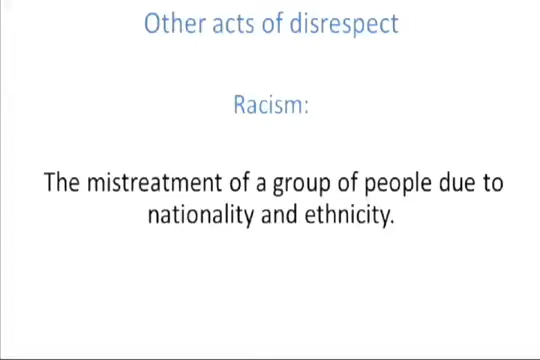 Other acts of disrespect
Racism:
The mistreatment of a group of people due to
nationality and ethnicity.